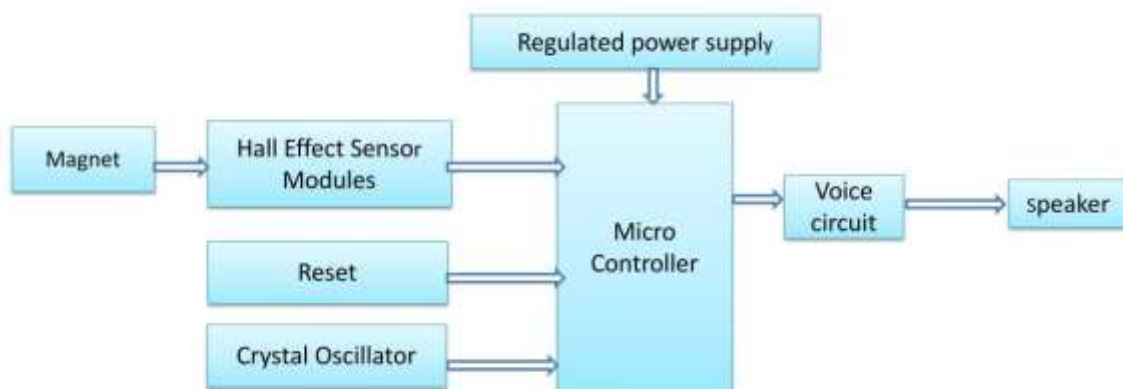 Regulated power supply
Magnet
Hall Effect Sensor
Modules
Voice
circuit
speaker
Micro
Controller
Reset
Crystal Oscillator